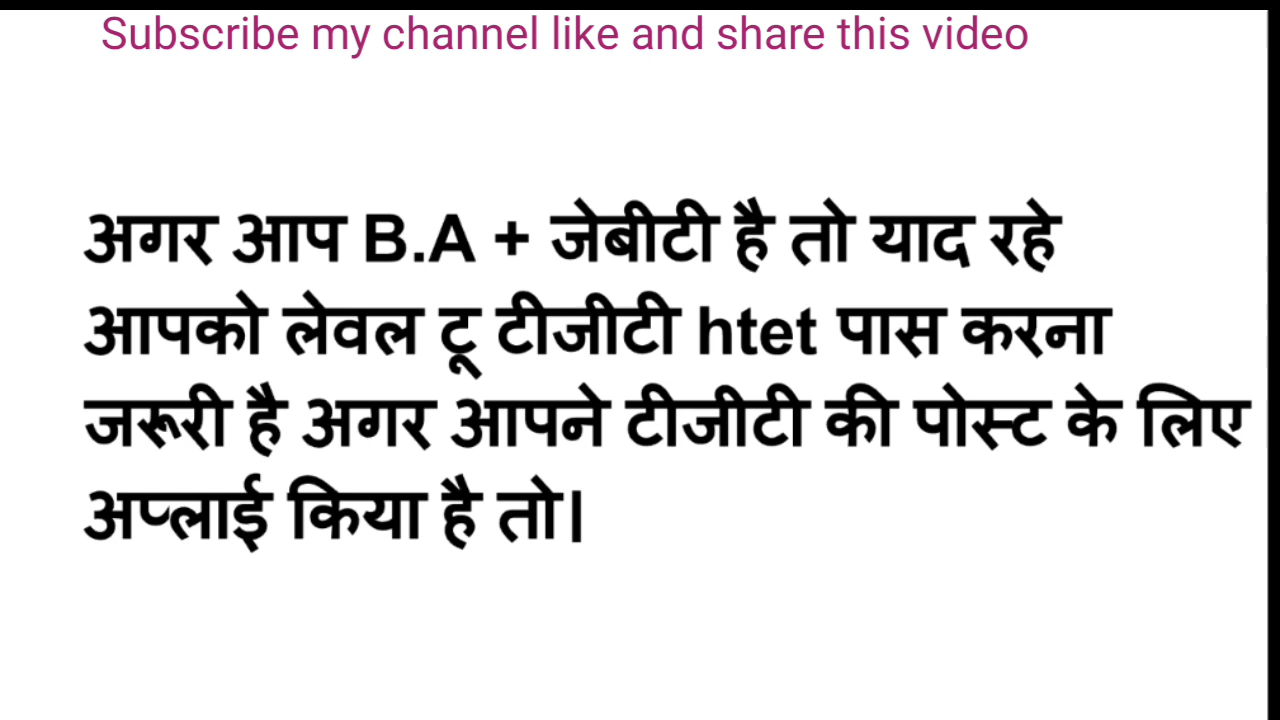 Subscribe my channel like and share this video
अगर आप B.A + जेबीटी है तो याद रहे
आपको लेवल टू टीजीटी htet पास करना
जरूरी है अगर आपने टीजीटी की पोस्ट के लिए
अप्लाई किया है तो।